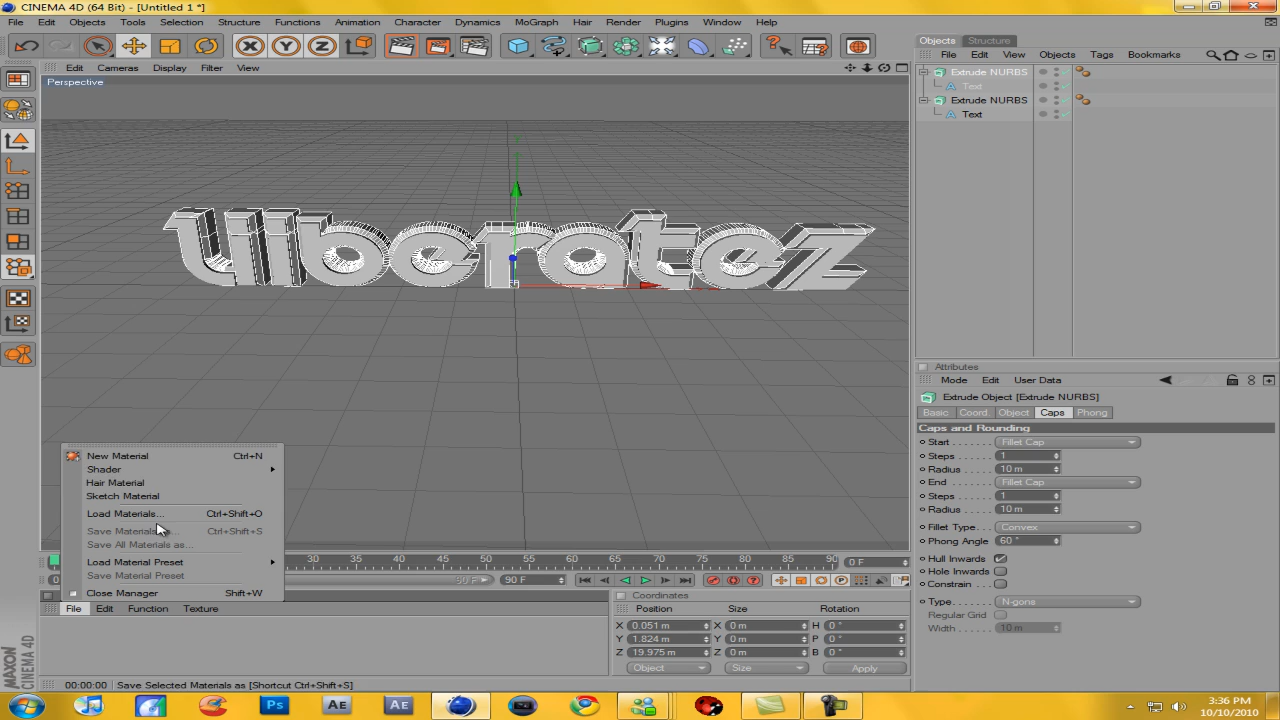 CINEMA 4D (64 Bit) - [Untitled 1 *]
File Edit Objects Tools Selection Structure Functions Animation Character Dynamics MoGraph Hair Render Plugins Window Help
Edit Cameras Display Filter View
Perspective
Objects Structure
File Edit View Objects Tags Bookmarks
Extrude NURBS
Text
Extrude NURBS
Text
liberatez
Attributes
Mode Edit User Data
Extrude Object [Extrude NURBS]
Basic Coord. Object Caps Phong
Caps and Rounding
Start Fillet Cap
Steps 1
Radius 10 m
End Fillet Cap
Steps 1
Radius 10 m
Fillet Type Convex
Phong Angle 60 °
Hull Inwards
Hole Inwards
Constrain
Type N-gons
Regular Grid
Width 10 m
New Material Ctrl+N
Shader
Hair Material
Sketch Material
Load Materials... Ctrl+Shift+O
Save Materials as... Ctrl+Shift+S
Save All Materials as...
Load Material Preset
Save Material Preset
Close Manager Shift+W
30 35 40 45 50 55 60 65 70 75 80 85 90 0 F
90 F 90 F
File Edit Function Texture
Coordinates
Position Size Rotation
X 0.051 m X 0 m H 0 °
Y 1.824 m Y 0 m P 0 °
Z 19.975 m Z 0 m B 0 °
Object Size Apply
MAXON CINEMA 4D
00:00:00 Save Selected Materials as [Shortcut Ctrl+Shift+S]
Ps AE AE
3:36 PM
10/10/2010